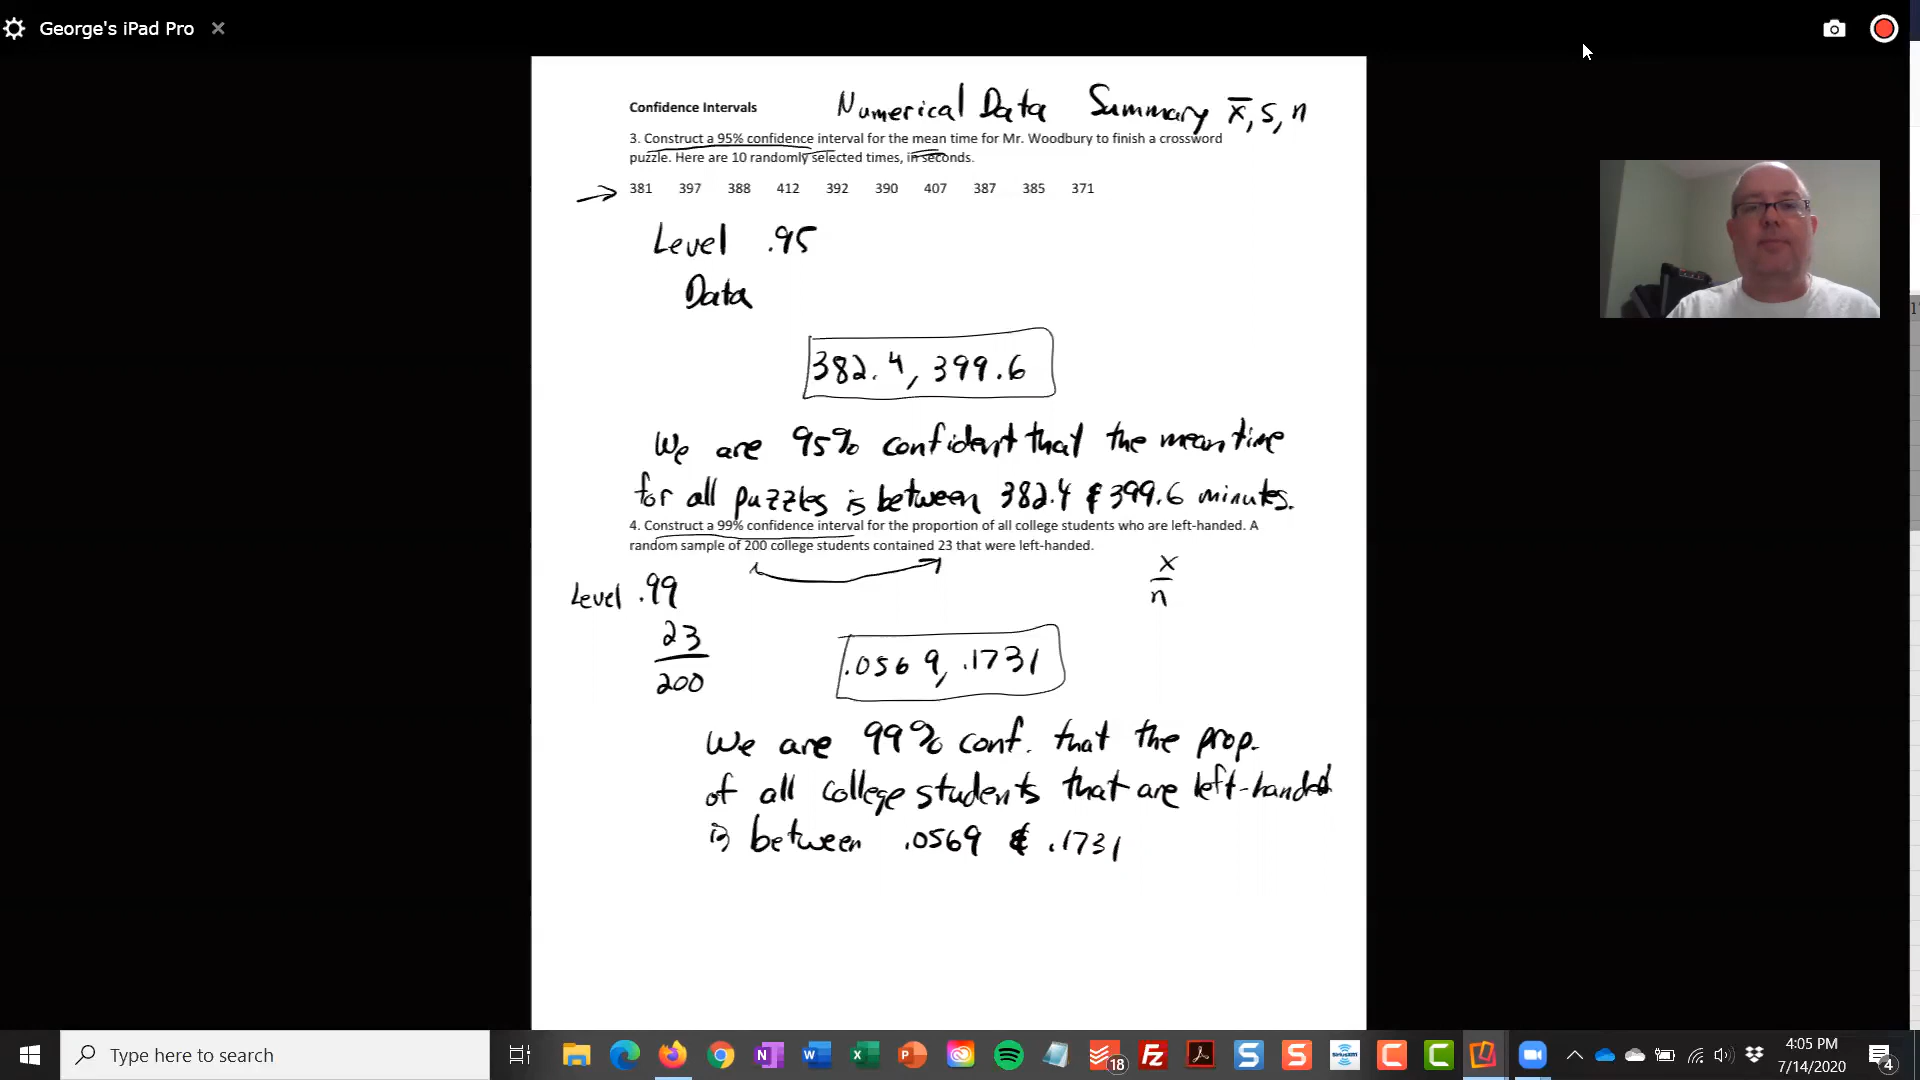 George's iPad Pro
Confidence Intervals
Numerical Data Summary x̄, s, n
3. Construct a 95% confidence interval for the mean time for Mr. Woodbury to finish a crossword
puzzle. Here are 10 randomly selected times, in seconds.
381 397 388 412 392 390 407 387 385 371
Level .95
Data
382.4, 399.6
We are 95% confident that the mean time
for all puzzles is between 382.4 & 399.6 minutes.
4. Construct a 99% confidence interval for the proportion of all college students who are left-handed. A
random sample of 200 college students contained 23 that were left-handed.
x
n
Level .99
23
200
.0569, .1731
We are 99% conf. that the prop.
of all college students that are left-handed
is between .0569 & .1731
Type here to search
18
4:05 PM
7/14/2020
4